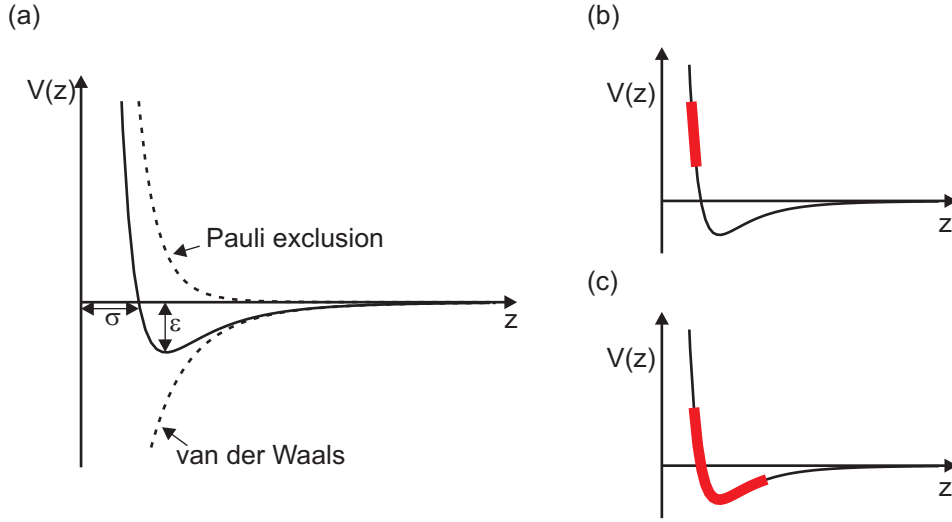 (a)
V(z)
Pauli exclusion
σ
ε
z
van der Waals
(b)
V(z)
z
(c)
V(z)
z